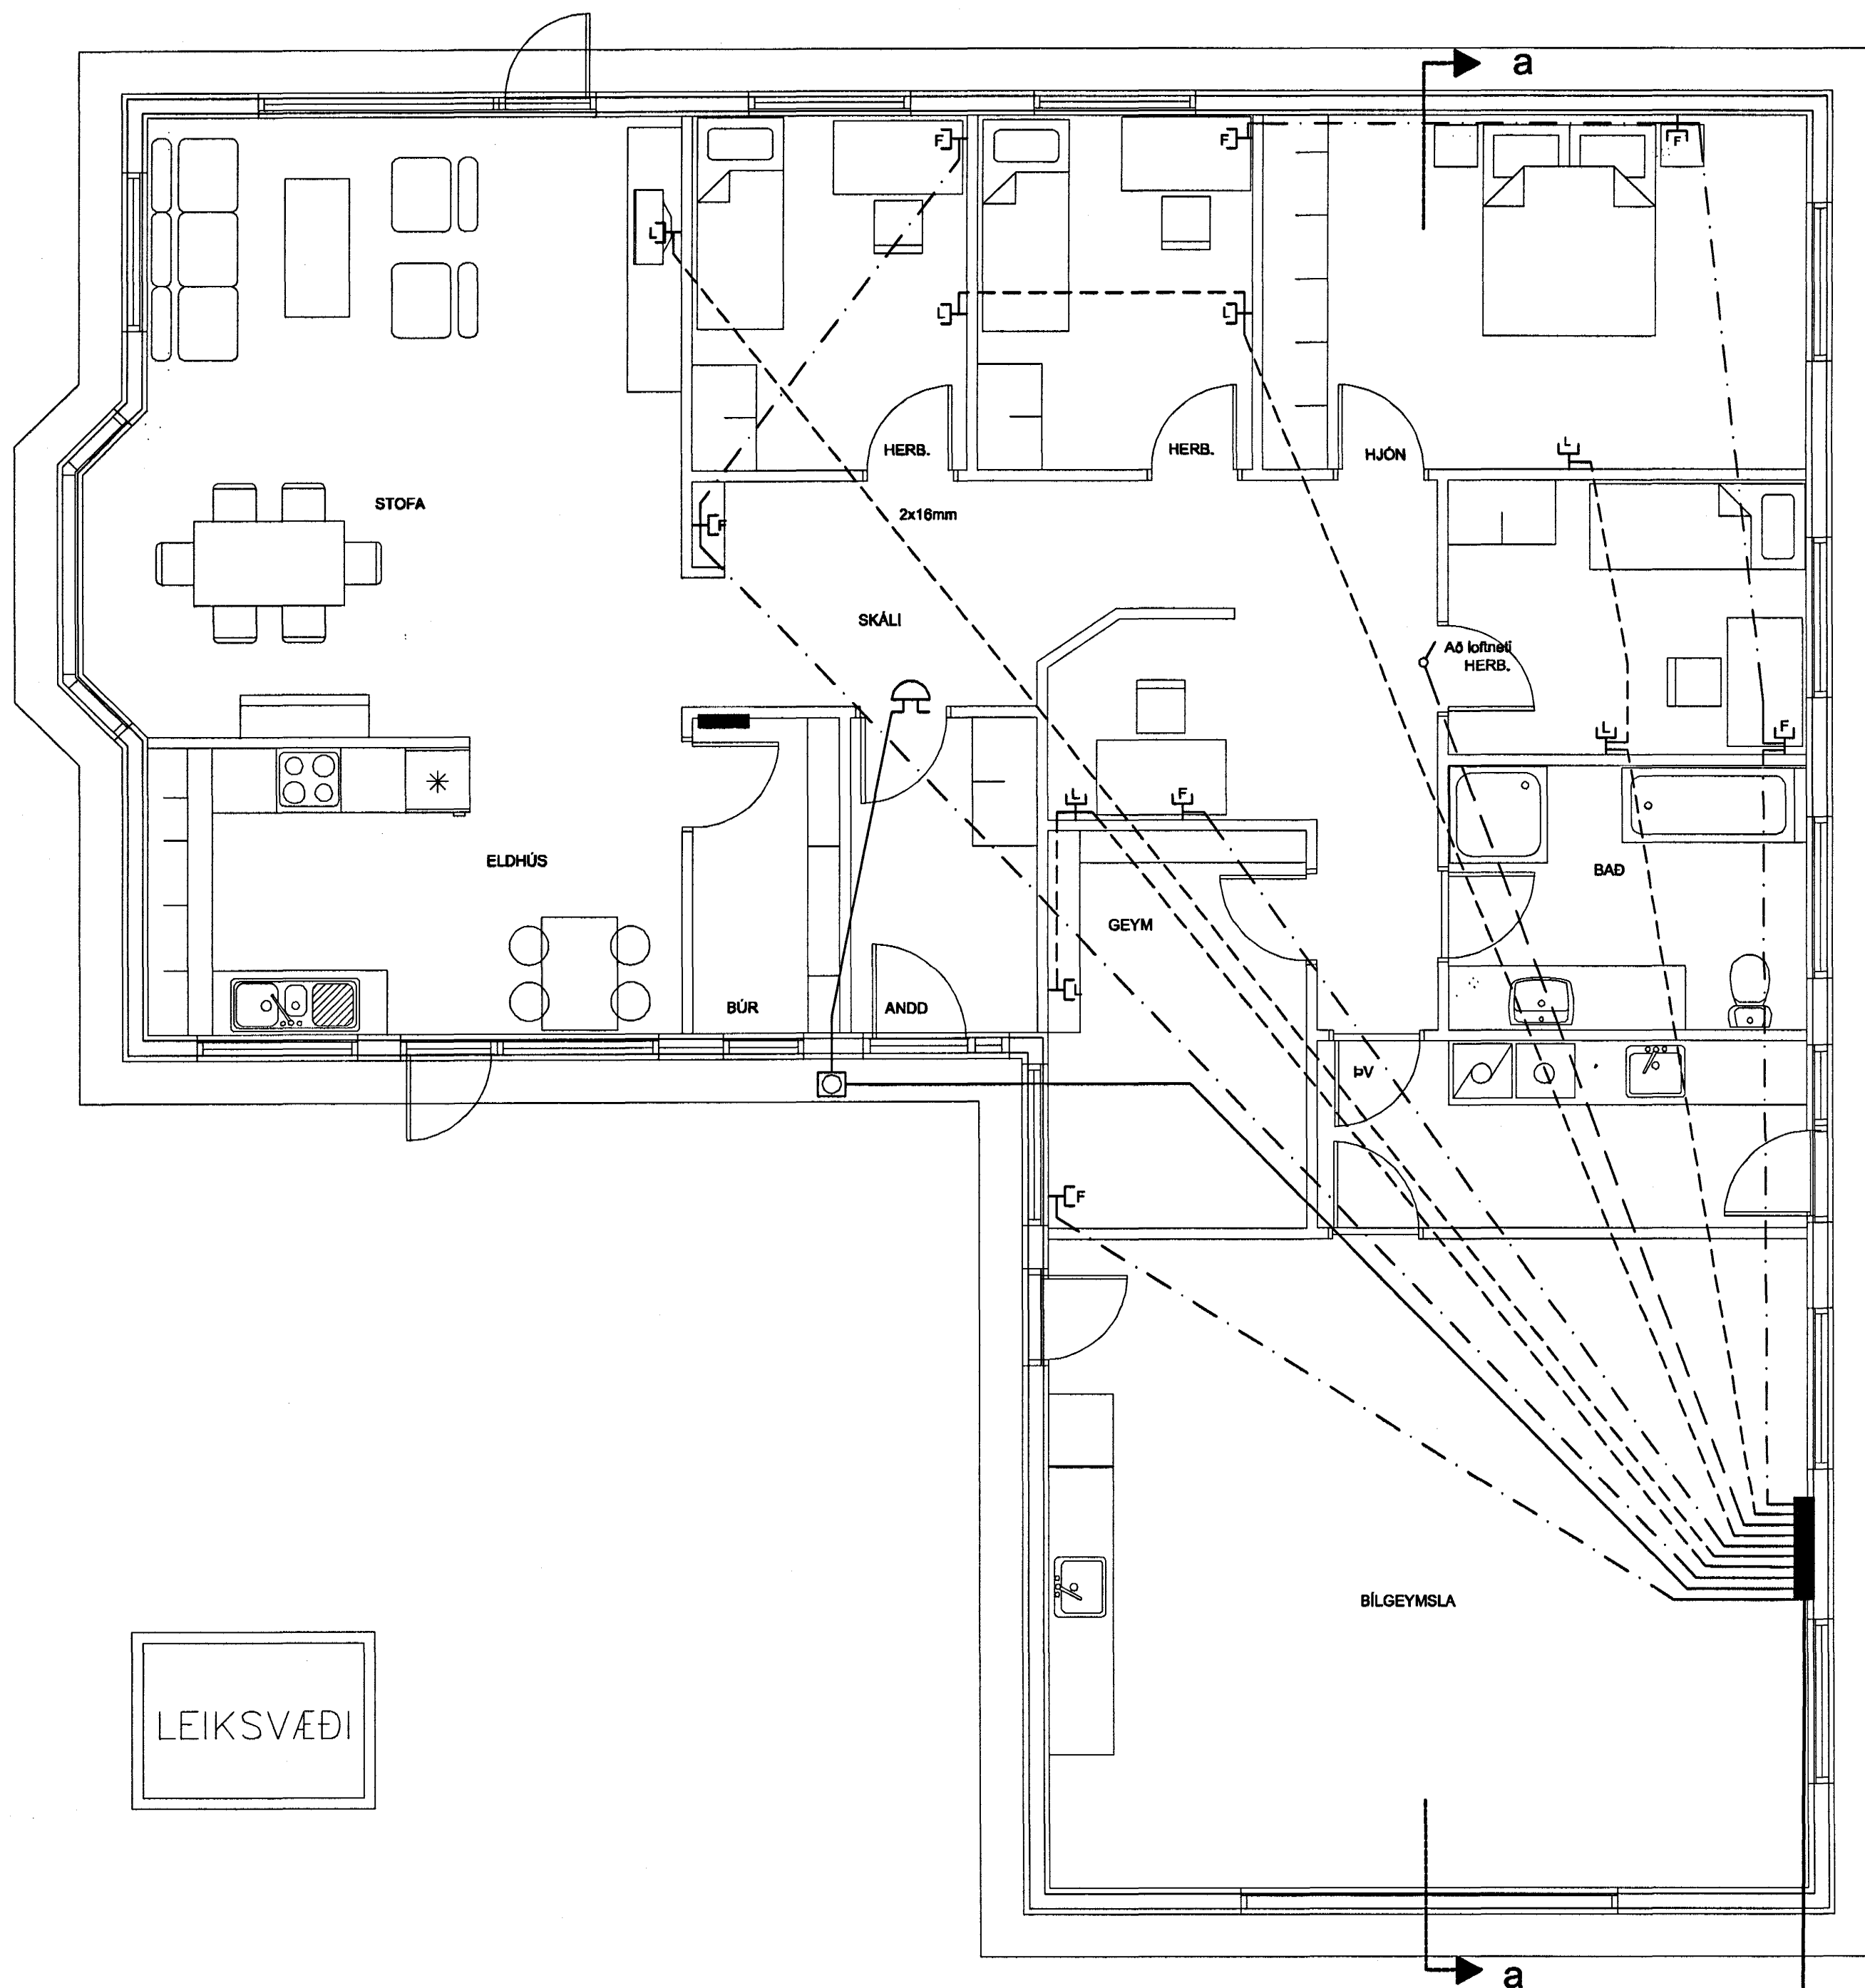 a
F
F
F
L
L
L
HERB.
HERB.
HJÓN
L
STOFA
2x16mm
F
SKÁLI
Að loftneti
HERB.
L
F
L
F
ELDHÚS
BAÐ
GEYM
L
BÚR
ANDD
ÞV
F
BÍLGEYMSLA
LEIKSVÆÐI
a